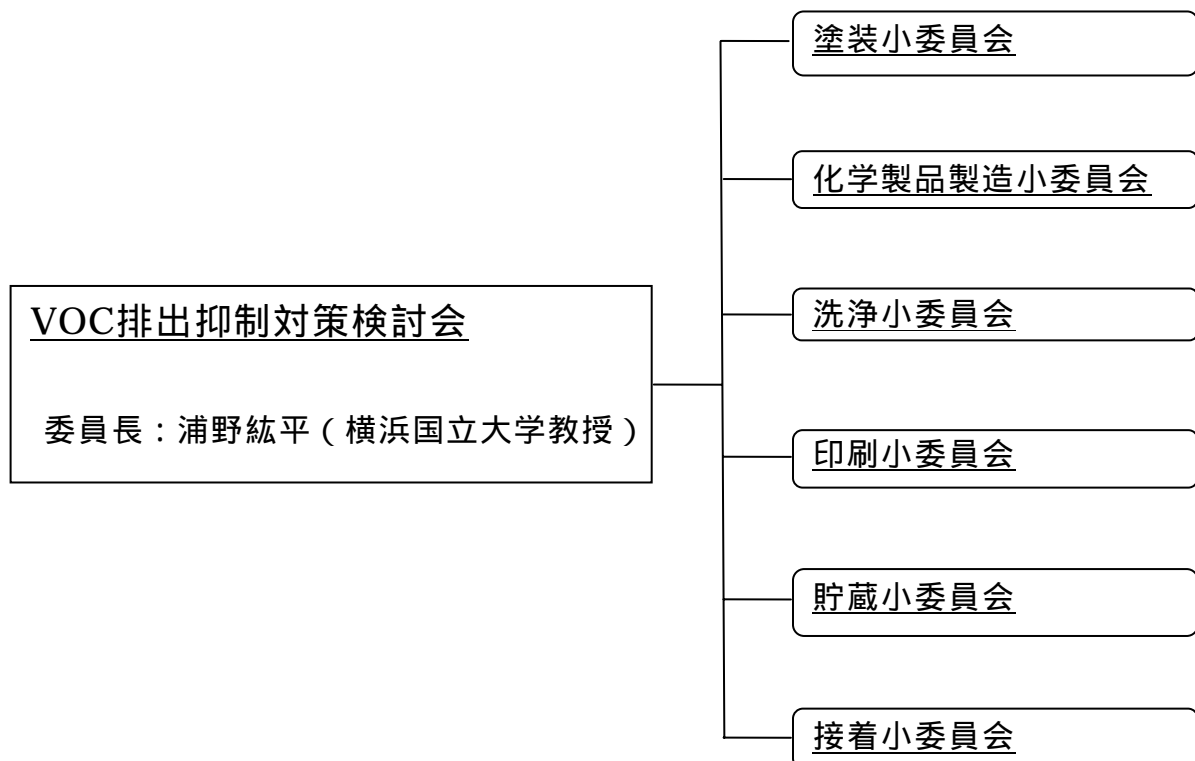 塗装小委員会
化学製品製造小委員会
洗浄小委員会
VOC排出抑制対策検討会
委員長：浦野紘平（横浜国立大学教授）
印刷小委員会
貯蔵小委員会
接着小委員会